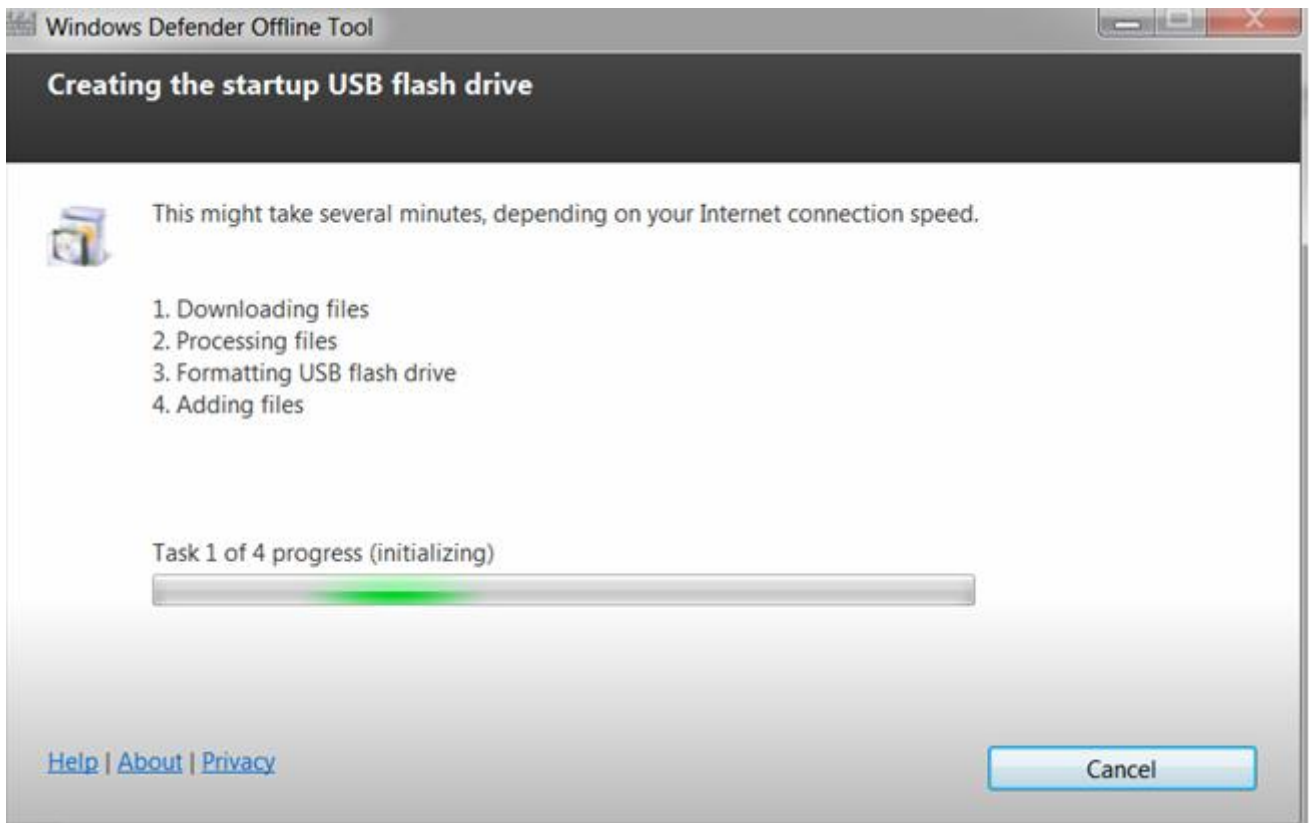 Windows Defender Offline Tool
Creating the startup USB flash drive
This might take several minutes, depending on your Internet connection speed.
1. Downloading files
2. Processing files
3. Formatting USB flash drive
4. Adding files
Task 1 of 4 progress (initializing)
Help | About | Privacy
Cancel